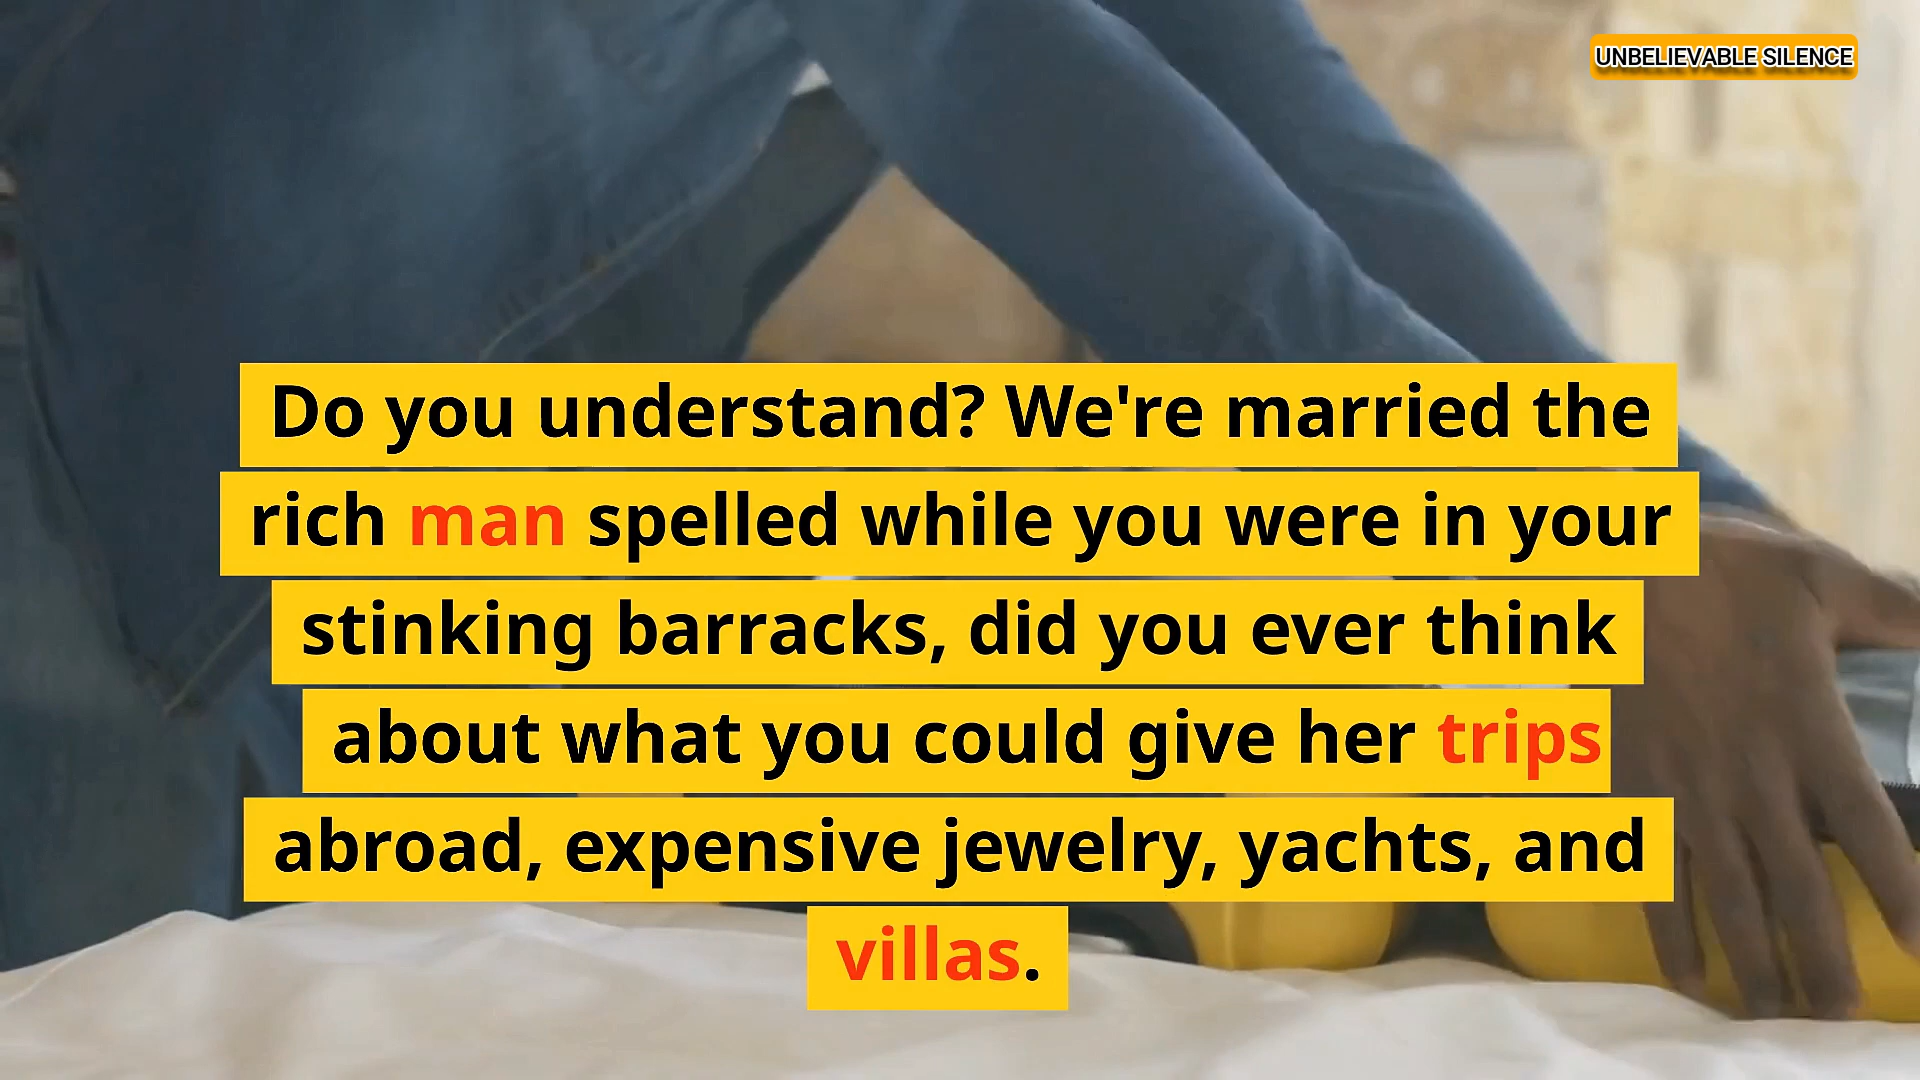 UNBELIEVABLE SILENCE
Do you understand? We're married the
rich man spelled while you were in your
stinking barracks, did you ever think
about what you could give her trips
abroad, expensive jewelry, yachts, and
villas.